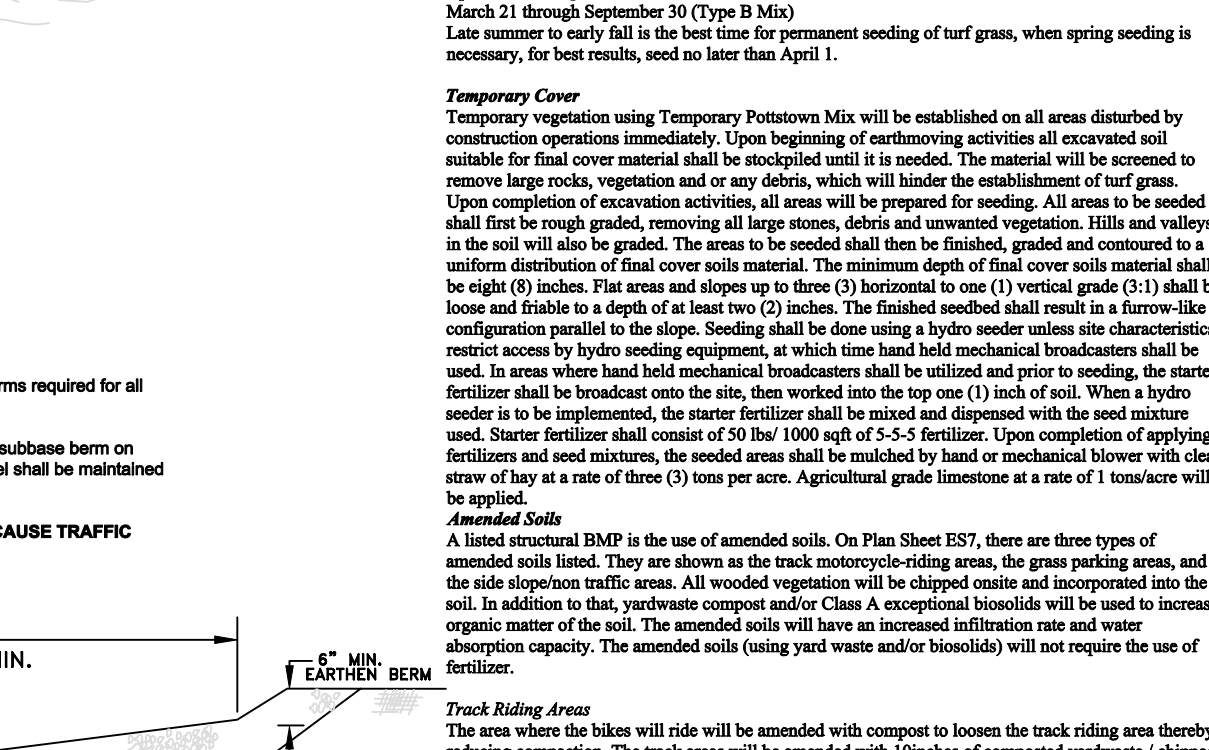 March 21 through September 30 (Type B Mix)
Late summer to early fall is the best time for permanent seeding of turf grass, when spring seeding is
necessary, for best results, seed no later than April 1.
Temporary Cover
Temporary vegetation using Temporary Pottstown Mix will be established on all areas disturbed by
construction operations immediately. Upon beginning of earthmoving activities all excavated soil
suitable for final cover material shall be stockpiled until it is needed. The material will be screened to
remove large rocks, vegetation and or any debris, which will hinder the establishment of turf grass.
Upon completion of excavation activities, all areas will be prepared for seeding. All areas to be seeded
shall first be rough graded, removing all large stones, debris and unwanted vegetation. Hills and valleys
in the soil will also be graded. The areas to be seeded shall then be finished, graded and contoured to a
uniform distribution of final cover soils material. The minimum depth of final cover soils material shall
be eight (8) inches. Flat areas and slopes up to three (3) horizontal to one (1) vertical grade (3:1) shall b
loose and friable to a depth of at least two (2) inches. The finished seedbed shall result in a furrow-like
configuration parallel to the slope. Seeding shall be done using a hydro seeder unless site characteristic
restrict access by hydro seeding equipment, at which time hand held mechanical broadcasters shall be
used. In areas where hand held mechanical broadcasters shall be utilized and prior to seeding, the starte
fertilizer shall be broadcast onto the site, then worked into the top one (1) inch of soil. When a hydro
seeder is to be implemented, the starter fertilizer shall be mixed and dispensed with the seed mixture
used. Starter fertilizer shall consist of 50 lbs/ 1000 sqft of 5-5-5 fertilizer. Upon completion of applying
fertilizers and seed mixtures, the seeded areas shall be mulched by hand or mechanical blower with clea
straw of hay at a rate of three (3) tons per acre. Agricultural grade limestone at a rate of 1 tons/acre will
be applied.
Amended Soils
A listed structural BMP is the use of amended soils. On Plan Sheet ES7, there are three types of
amended soils listed. They are shown as the track motorcycle-riding areas, the grass parking areas, and
the side slope/non traffic areas. All wooded vegetation will be chipped onsite and incorporated into the
soil. In addition to that, yardwaste compost and/or Class A exceptional biosolids will be used to increas
organic matter of the soil. The amended soils will have an increased infiltration rate and water
absorption capacity. The amended soils (using yard waste and/or biosolids) will not require the use of
fertilizer.
Track Riding Areas
The area where the bikes will ride will be amended with compost to loosen the track riding area thereby
rms required for all
subbase berm on
el shall be maintained
CAUSE TRAFFIC
IN.
6" MIN.
EARTHEN BERM